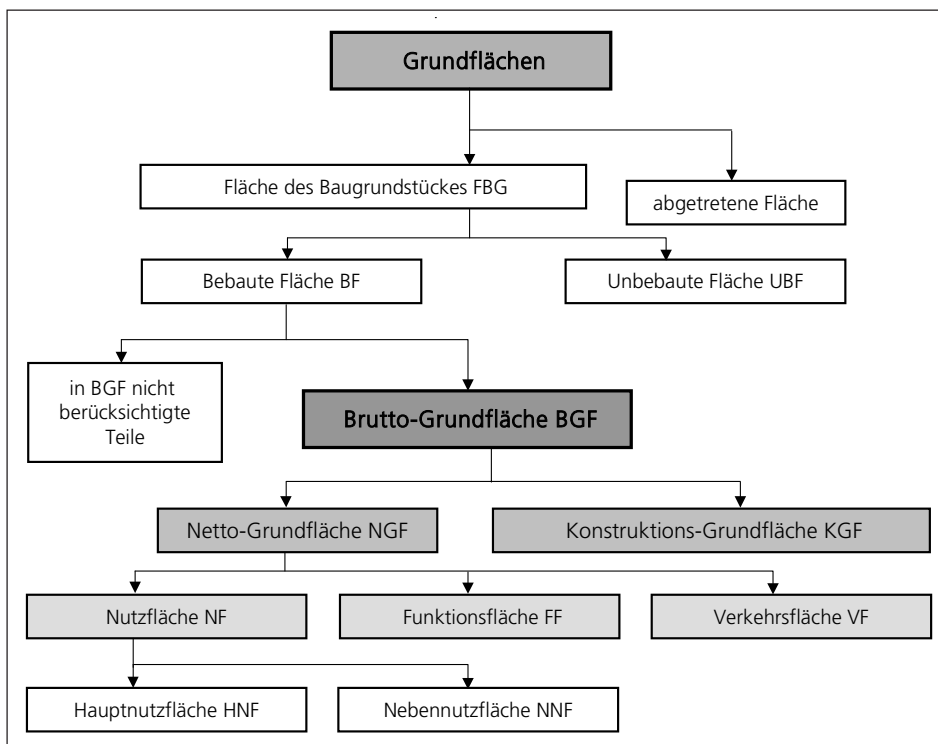 Grundflächen
Fläche des Baugrundstückes FBG
abgetretene Fläche
Bebaute Fläche BF
Unbebaute Fläche UBF
in BGF nicht
berücksichtigte
Teile
Brutto-Grundfläche BGF
Netto-Grundfläche NGF
Konstruktions-Grundfläche KGF
Nutzfläche NF
Funktionsfläche FF
Verkehrsfläche VF
Hauptnutzfläche HNF
Nebennutzfläche NNF